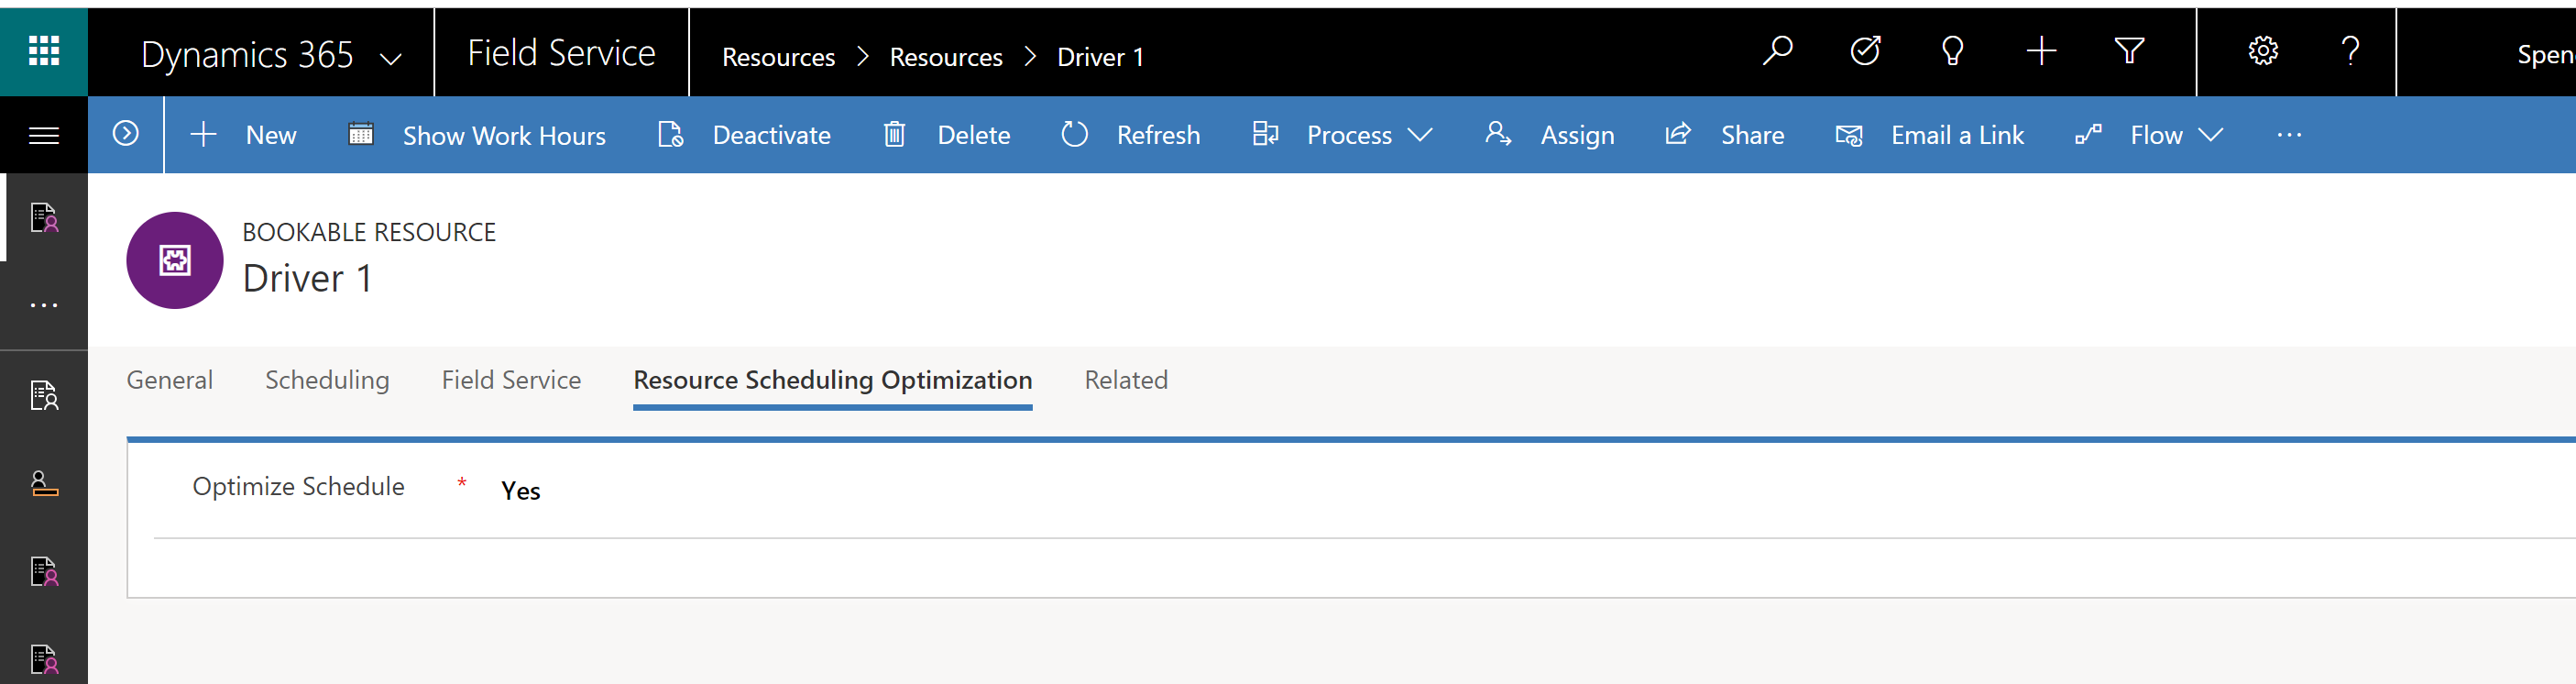 Dynamics 365 Field Service Resources > Resources > Driver 1 ? Spen
New Show Work Hours Deactivate Delete Refresh Process Assign Share Email a Link Flow ...
BOOKABLE RESOURCE
Driver 1
General Scheduling Field Service Resource Scheduling Optimization Related
Optimize Schedule * Yes